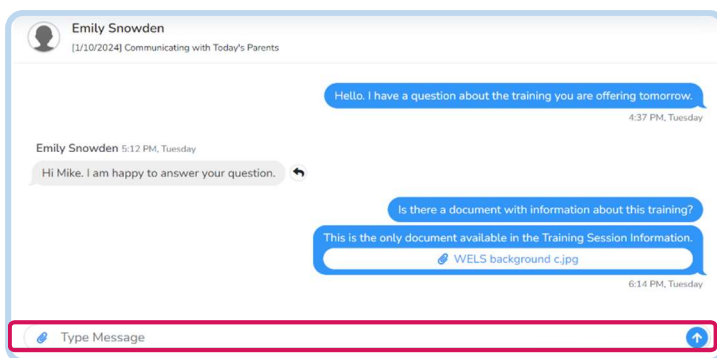 Emily Snowden
[1/10/2024] Communicating with Today's Parents
Hello. I have a question about the training you are offering tomorrow.
4:37 PM, Tuesday
Emily Snowden 5:12 PM, Tuesday
Hi Mike. I am happy to answer your question.
Is there a document with information about this training?
This is the only document available in the Training Session Information.
WELS background c.jpg
6:14 PM, Tuesday
Type Message